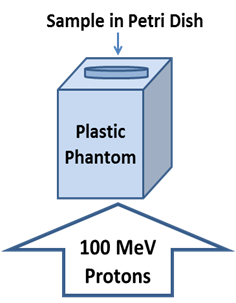 Sample in Petri Dish
Plastic
Phantom
100 MeV
Protons